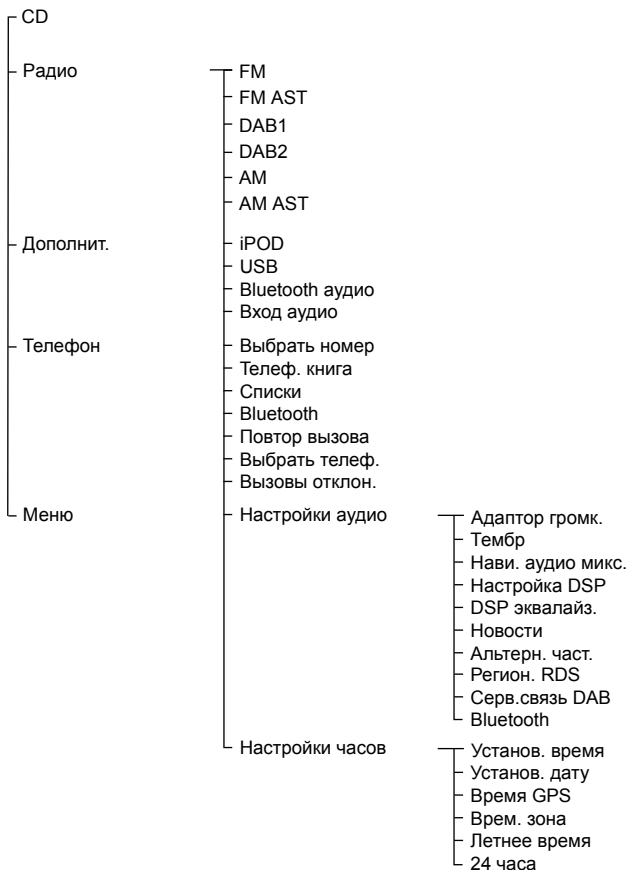 CD
Радио
FM
FM AST
DAB1
DAB2
AM
AM AST
Дополнит.
iPOD
USB
Bluetooth аудио
Вход аудио
Телефон
Выбрать номер
Телеф. книга
Списки
Bluetooth
Повтор вызова
Выбрать телеф.
Вызовы отклон.
Меню
Настройки аудио
Адаптор громк.
Тембр
Нави. аудио микс.
Настройка DSP
DSP эквалайз.
Новости
Альтерн. част.
Регион. RDS
Серв.связь DAB
Bluetooth
Настройки часов
Установ. время
Установ. дату
Время GPS
Врем. зона
Летнее время
24 часа